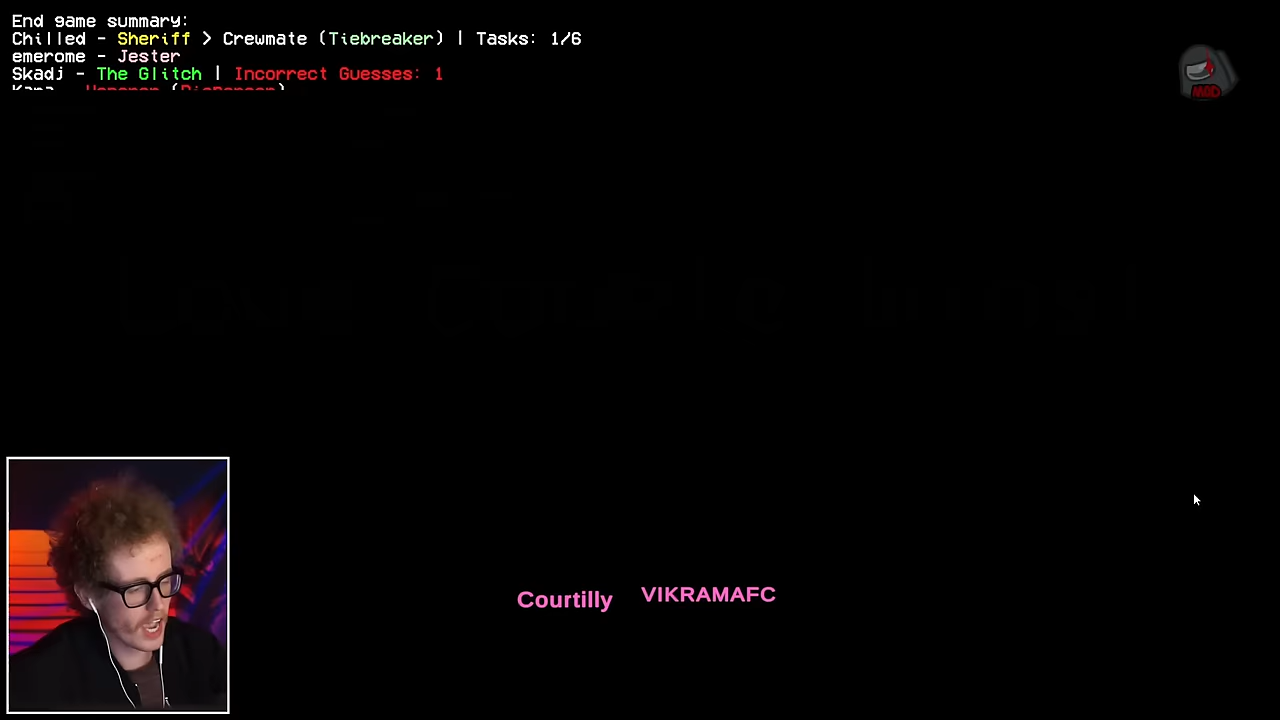 End game summary:
Chilled - Sheriff > Crewmate (Tiebreaker) | Tasks: 1/6
emerome - Jester
Skadj - The Glitch | Incorrect Guesses: 1
MAD
Courtilly VIKRAMAFC